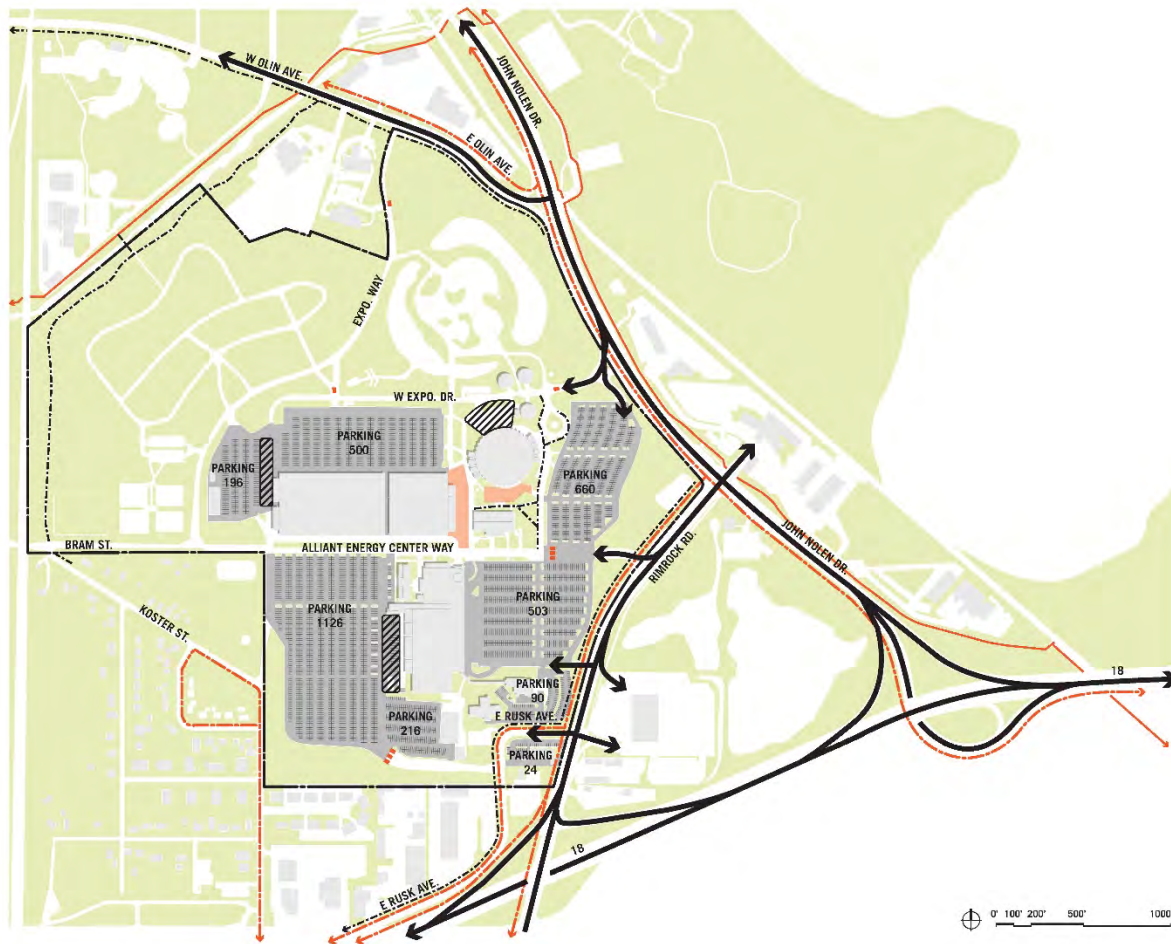 W OLIN AVE.
JOHN NOLEN DR.
E OLIN AVE.
EXPO. WAY
W EXPO. DR.
PARKING
500
PARKING
196
PARKING
660
BRAM ST.
ALLIANT ENERGY CENTER WAY
RIMROCK RD.
JOHN NOLEN DR.
KOSTER ST.
PARKING
1126
PARKING
503
PARKING
90
18
PARKING
216
E RUSK AVE.
PARKING
24
18
E RUSK AVE.
0' 100' 200' 500' 1000